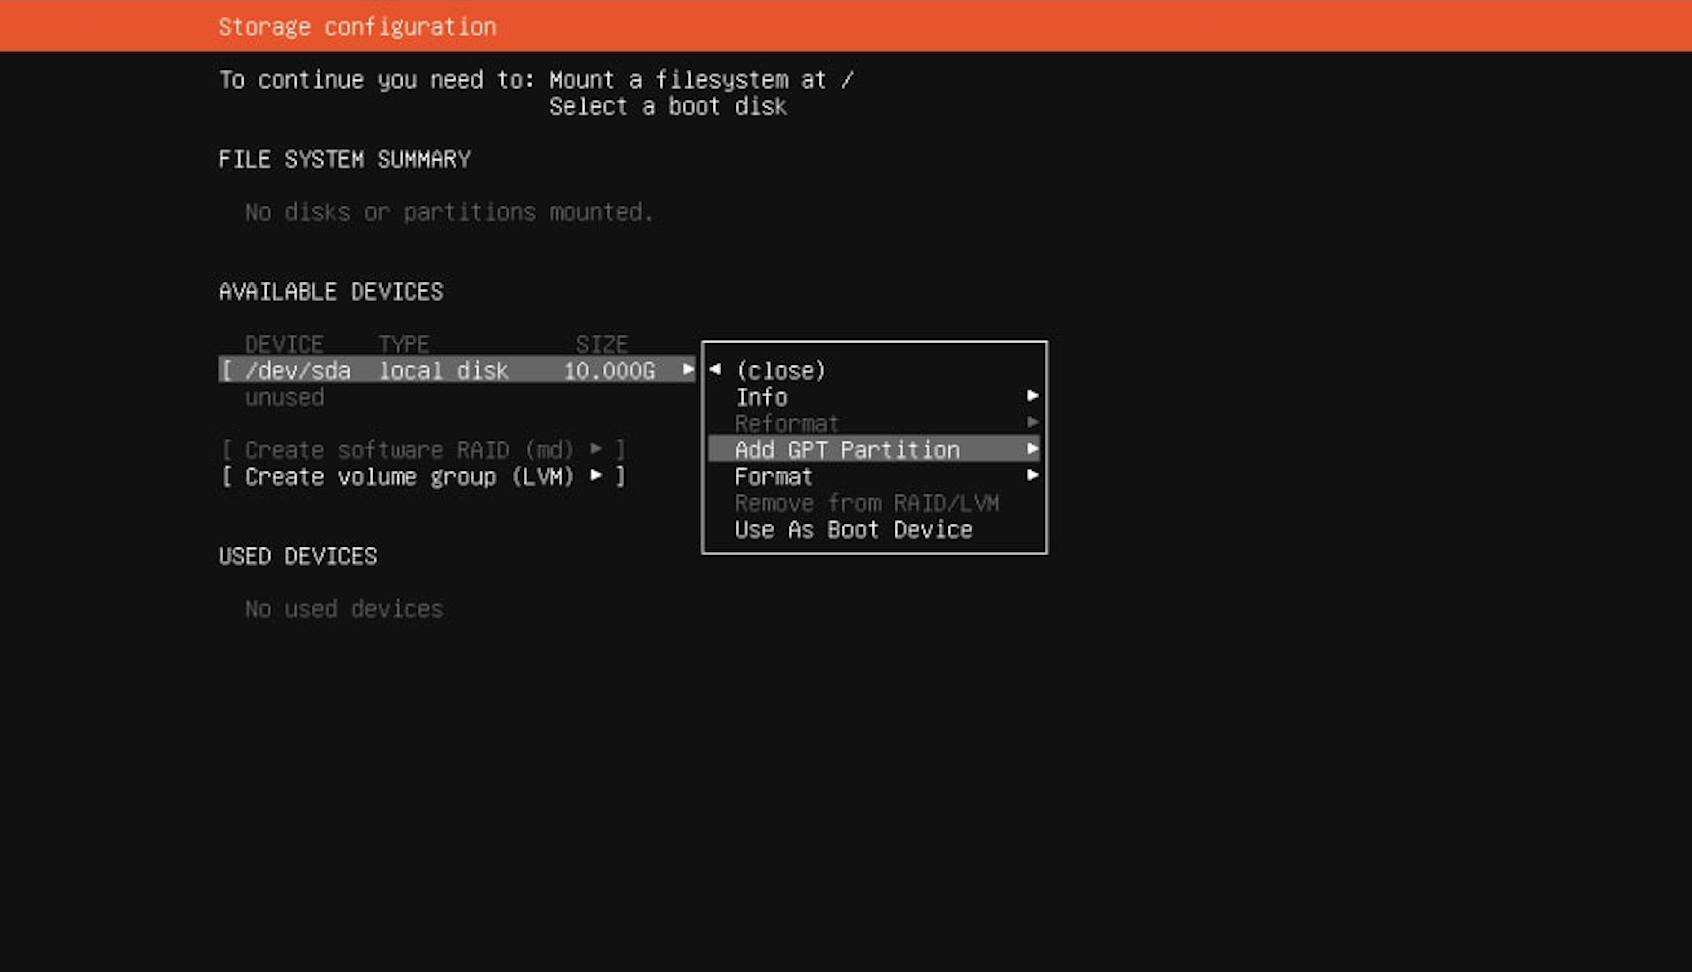 Storage configuration
To continue you need to: Mount a filesystem at /
Select a boot disk
FILE SYSTEM SUMMARY
No disks or partitions mounted.
AVAILABLE DEVICES
DEVICE TYPE SIZE
[ /dev/sda local disk 10.000G ▶
unused
[ Create software RAID (md) ▶ ]
[ Create volume group (LVM) ▶ ]
◀ (close)
Info ▶
Reformat ▶
Add GPT Partition ▶
Format ▶
Remove from RAID/LVM
Use As Boot Device
USED DEVICES
No used devices